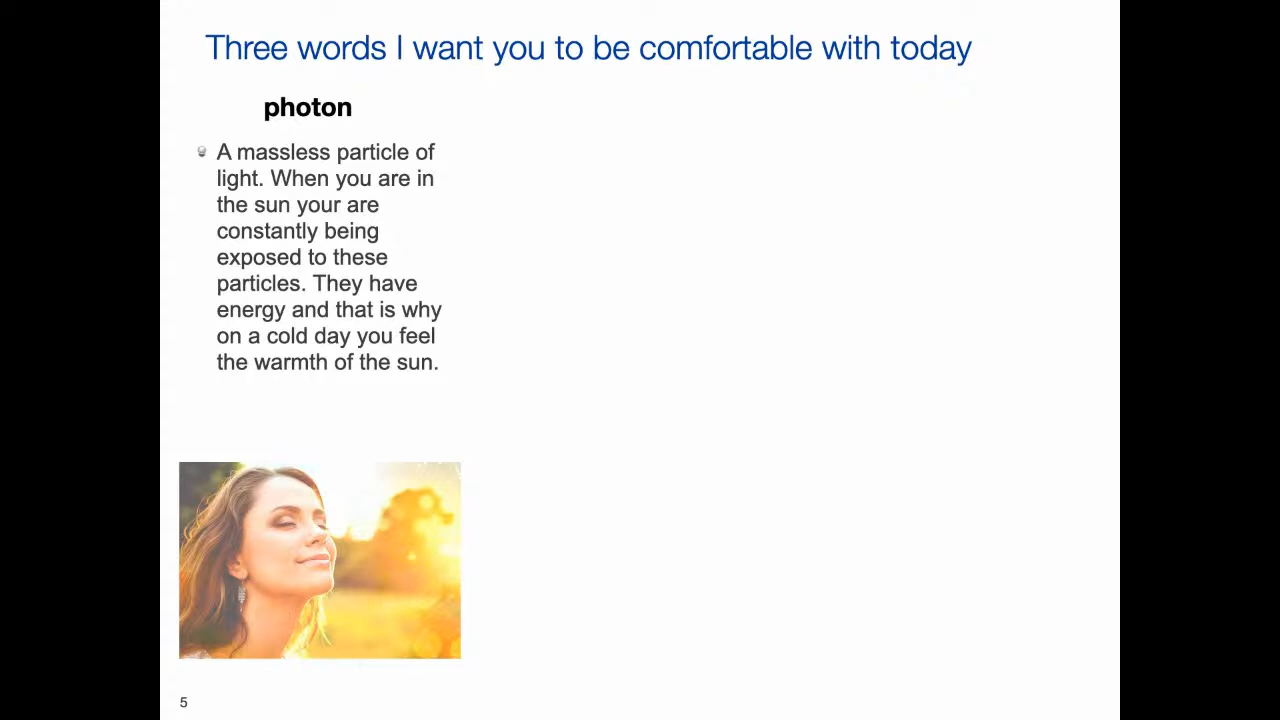 Three words I want you to be comfortable with today
photon
A massless particle of
light. When you are in
the sun your are
constantly being
exposed to these
particles. They have
energy and that is why
on a cold day you feel
the warmth of the sun.
5